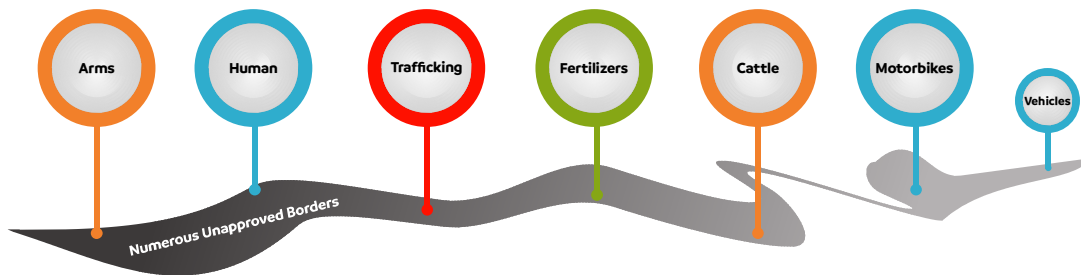 Arms
Human
Trafficking
Fertilizers
Cattle
Motorbikes
Vehicles
Numerous Unapproved Borders